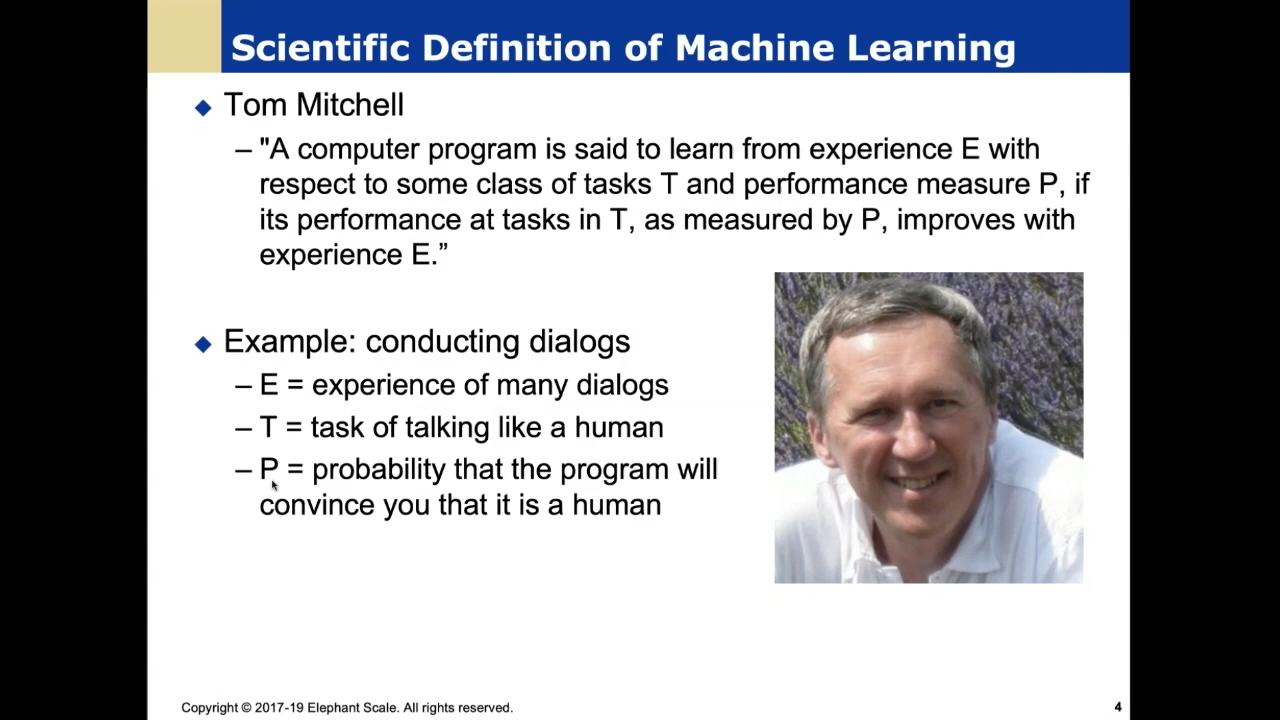 Scientific Definition of Machine Learning
Tom Mitchell
– "A computer program is said to learn from experience E with
respect to some class of tasks T and performance measure P, if
its performance at tasks in T, as measured by P, improves with
experience E.”
Example: conducting dialogs
– E = experience of many dialogs
– T = task of talking like a human
– P = probability that the program will
convince you that it is a human
Copyright © 2017-19 Elephant Scale. All rights reserved.
4